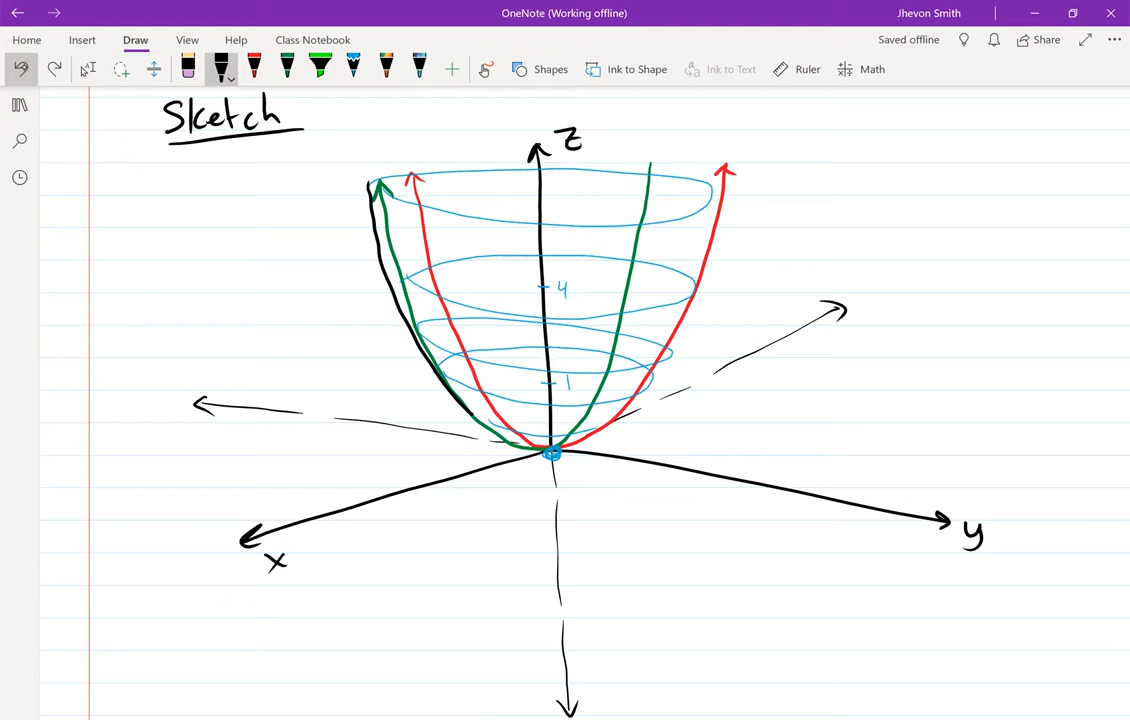 OneNote (Working offline)
Jhevon Smith
Home Insert Draw View Help Class Notebook
Saved offline
Share
Shapes
Ink to Shape
Ink to Text
Ruler
Math
Sketch
z
4
1
x
y